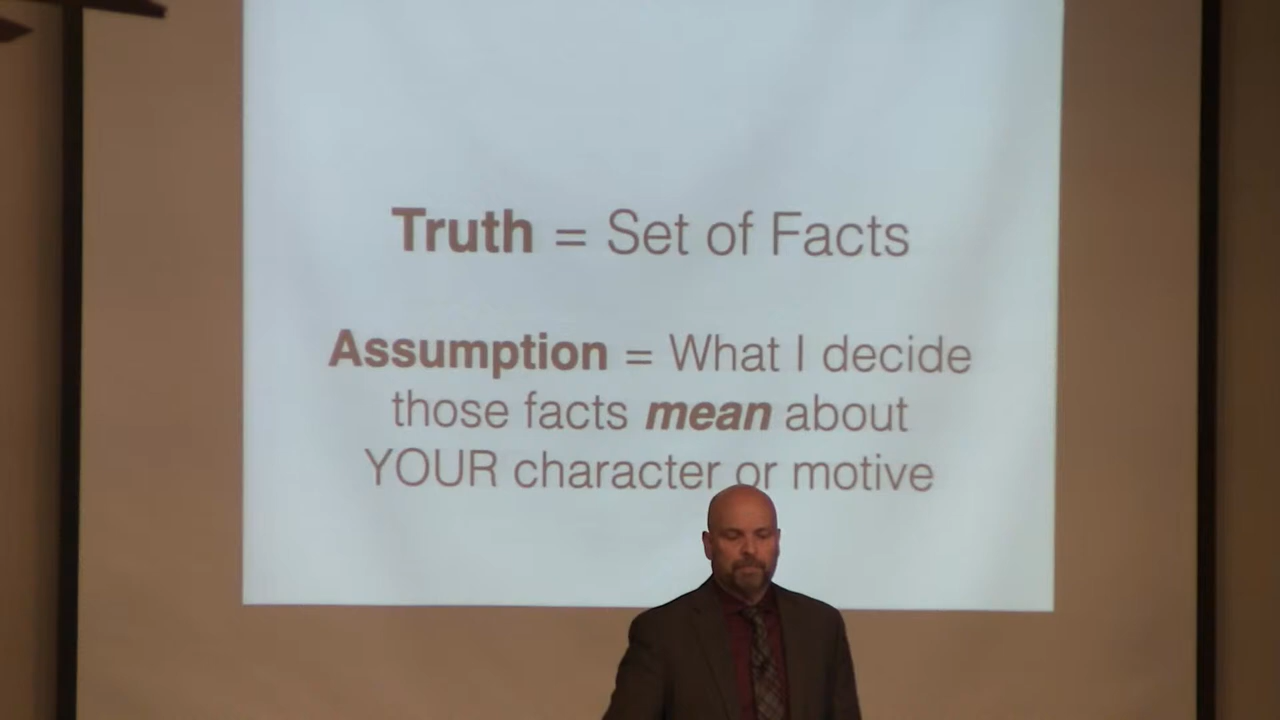 Truth = Set of Facts
Assumption = What I decide
those facts mean about
YOUR character or motive